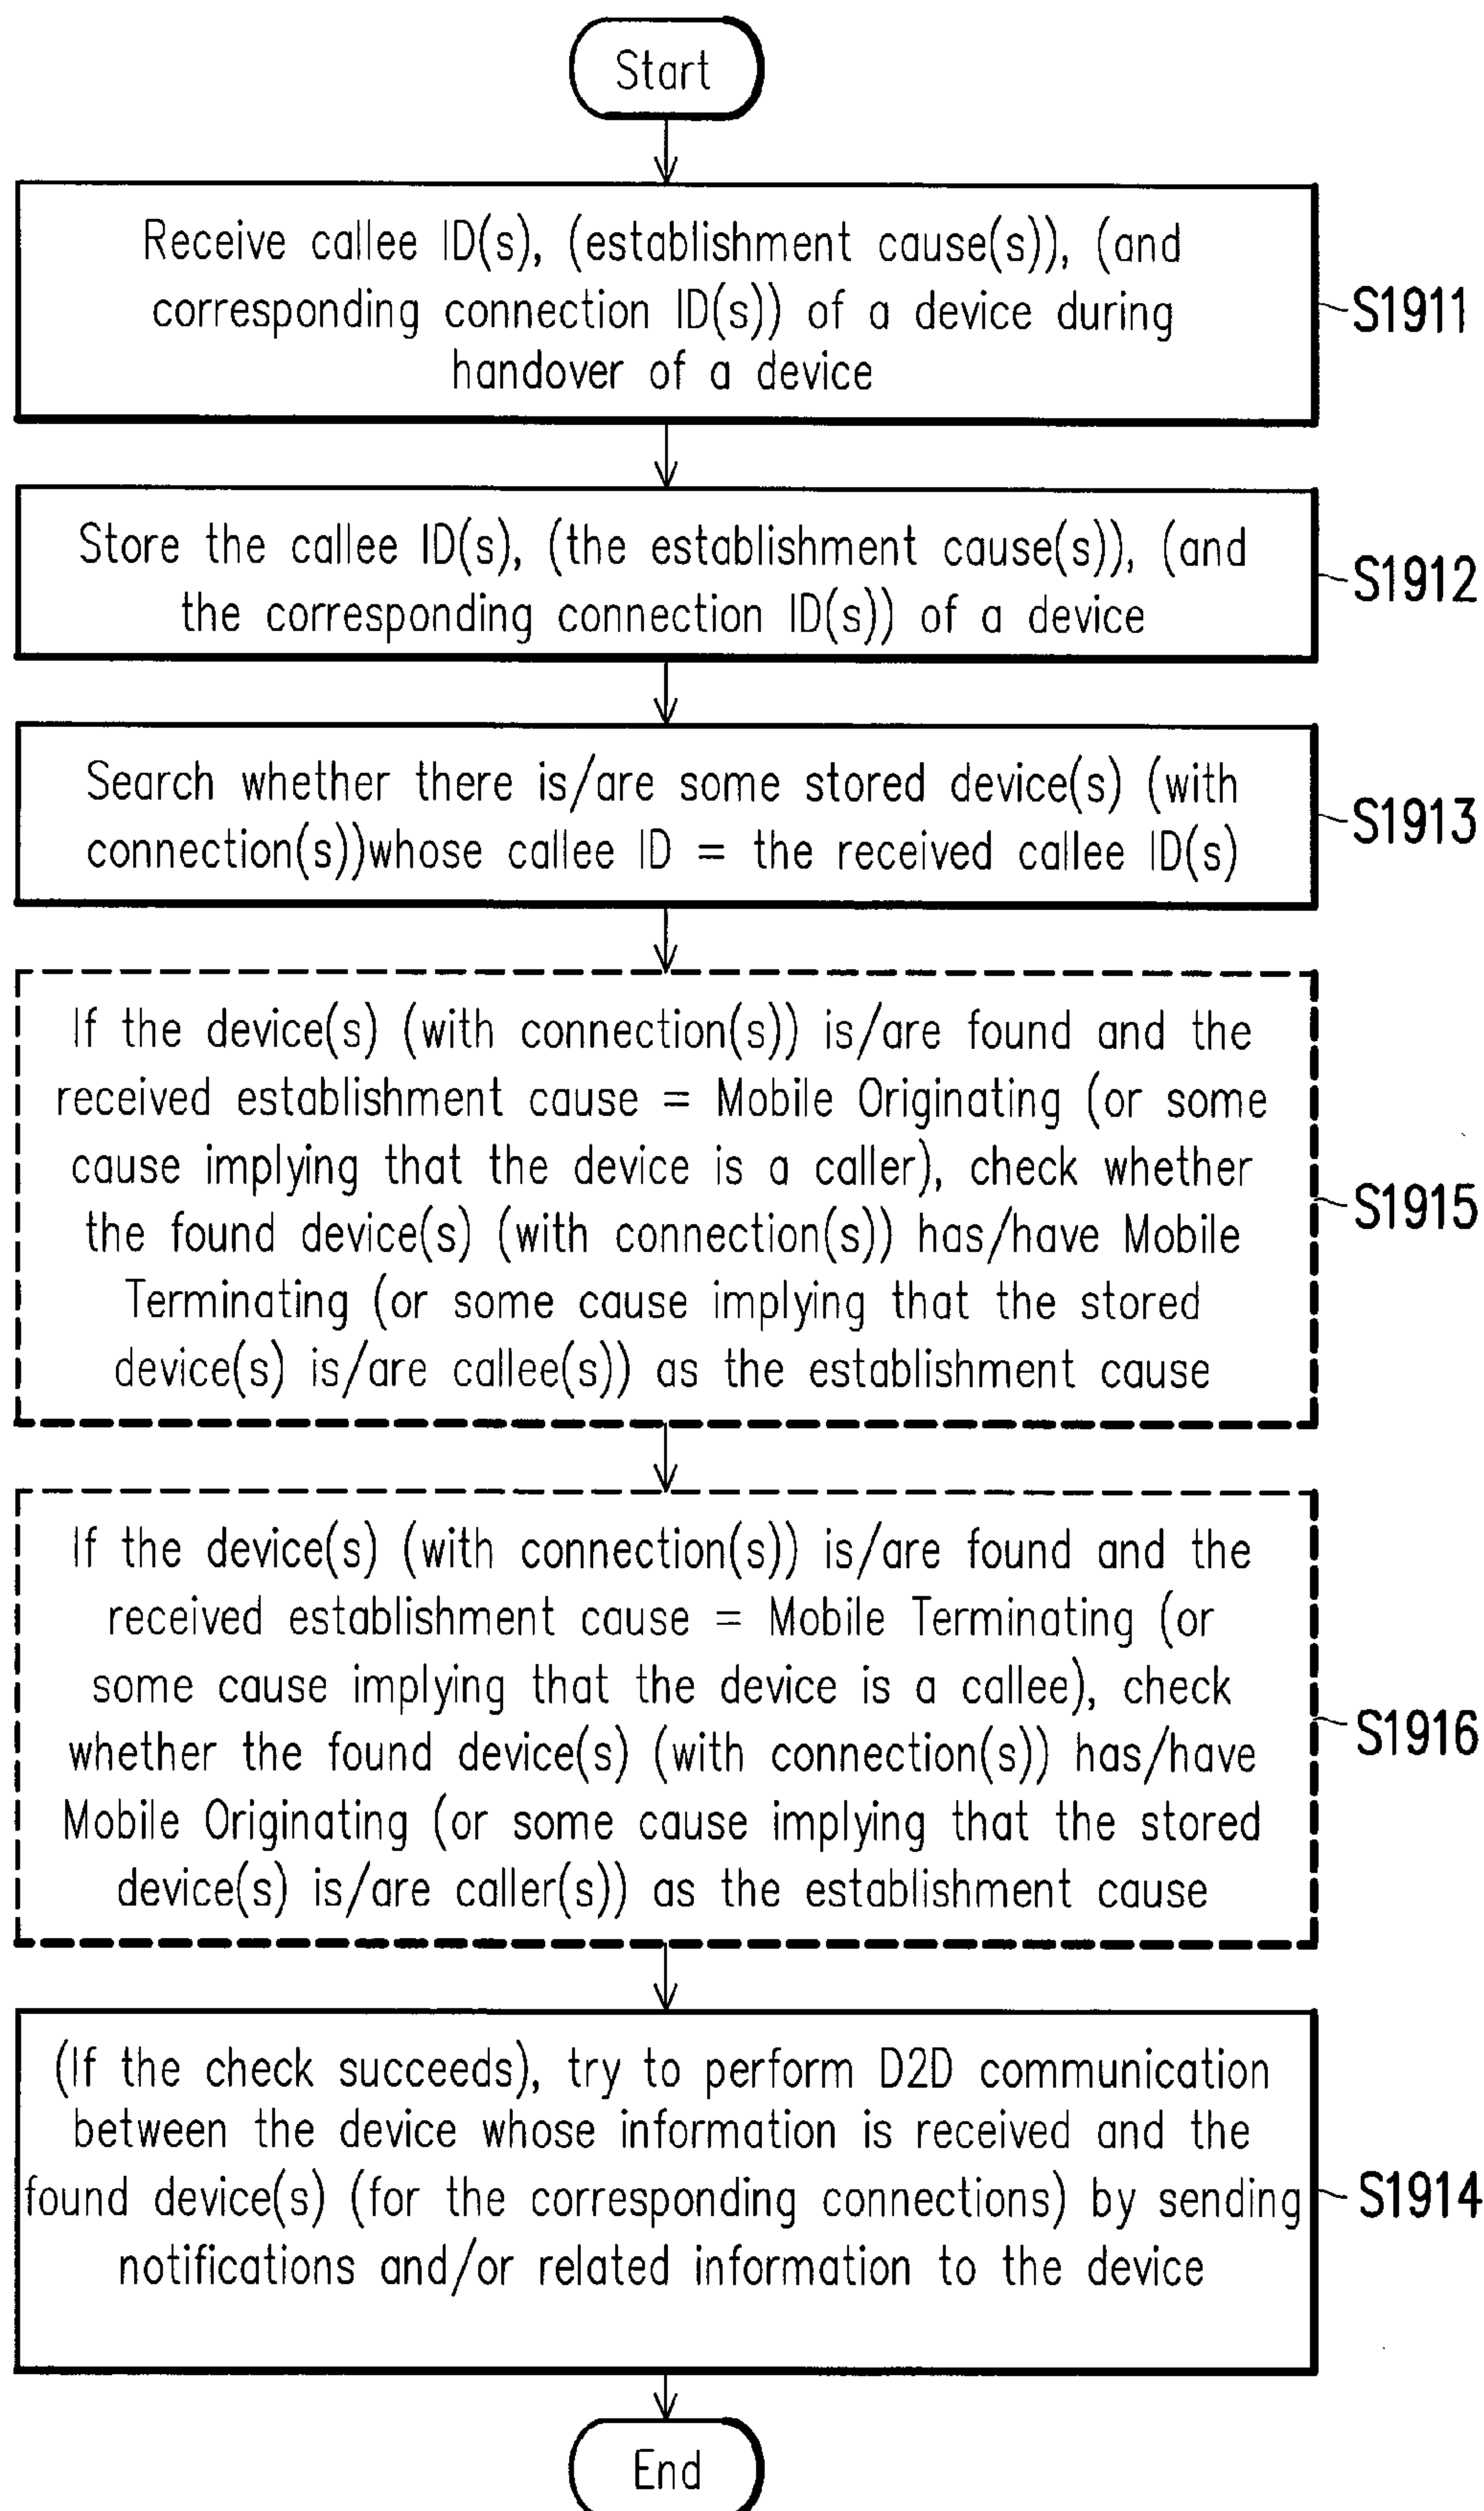 Start
Receive callee ID(s), (establishment cause(s)), (and
corresponding connection ID(s)) of a device during
handover of a device
S1911
Store the callee ID(s), (the establishment cause(s)), (and
the corresponding connection ID(s)) of a device
S1912
Search whether there is/are some stored device(s) (with
connection(s))whose callee ID = the received callee ID(s)
S1913
If the device(s) (with connection(s)) is/are found and the
received establishment cause = Mobile Originating (or some
cause implying that the device is a caller), check whether
the found device(s) (with connection(s)) has/have Mobile
Terminating (or some cause implying that the stored
device(s) is/are callee(s)) as the establishment cause
S1915
If the device(s) (with connection(s)) is/are found and the
received establishment cause = Mobile Terminating (or
some cause implying that the device is a callee), check
whether the found device(s) (with connection(s)) has/have
Mobile Originating (or some cause implying that the stored
device(s) is/are caller(s)) as the establishment cause
S1916
(If the check succeeds), try to perform D2D communication
between the device whose information is received and the
found device(s) (for the corresponding connections) by sending
notifications and/or related information to the device
S1914
End